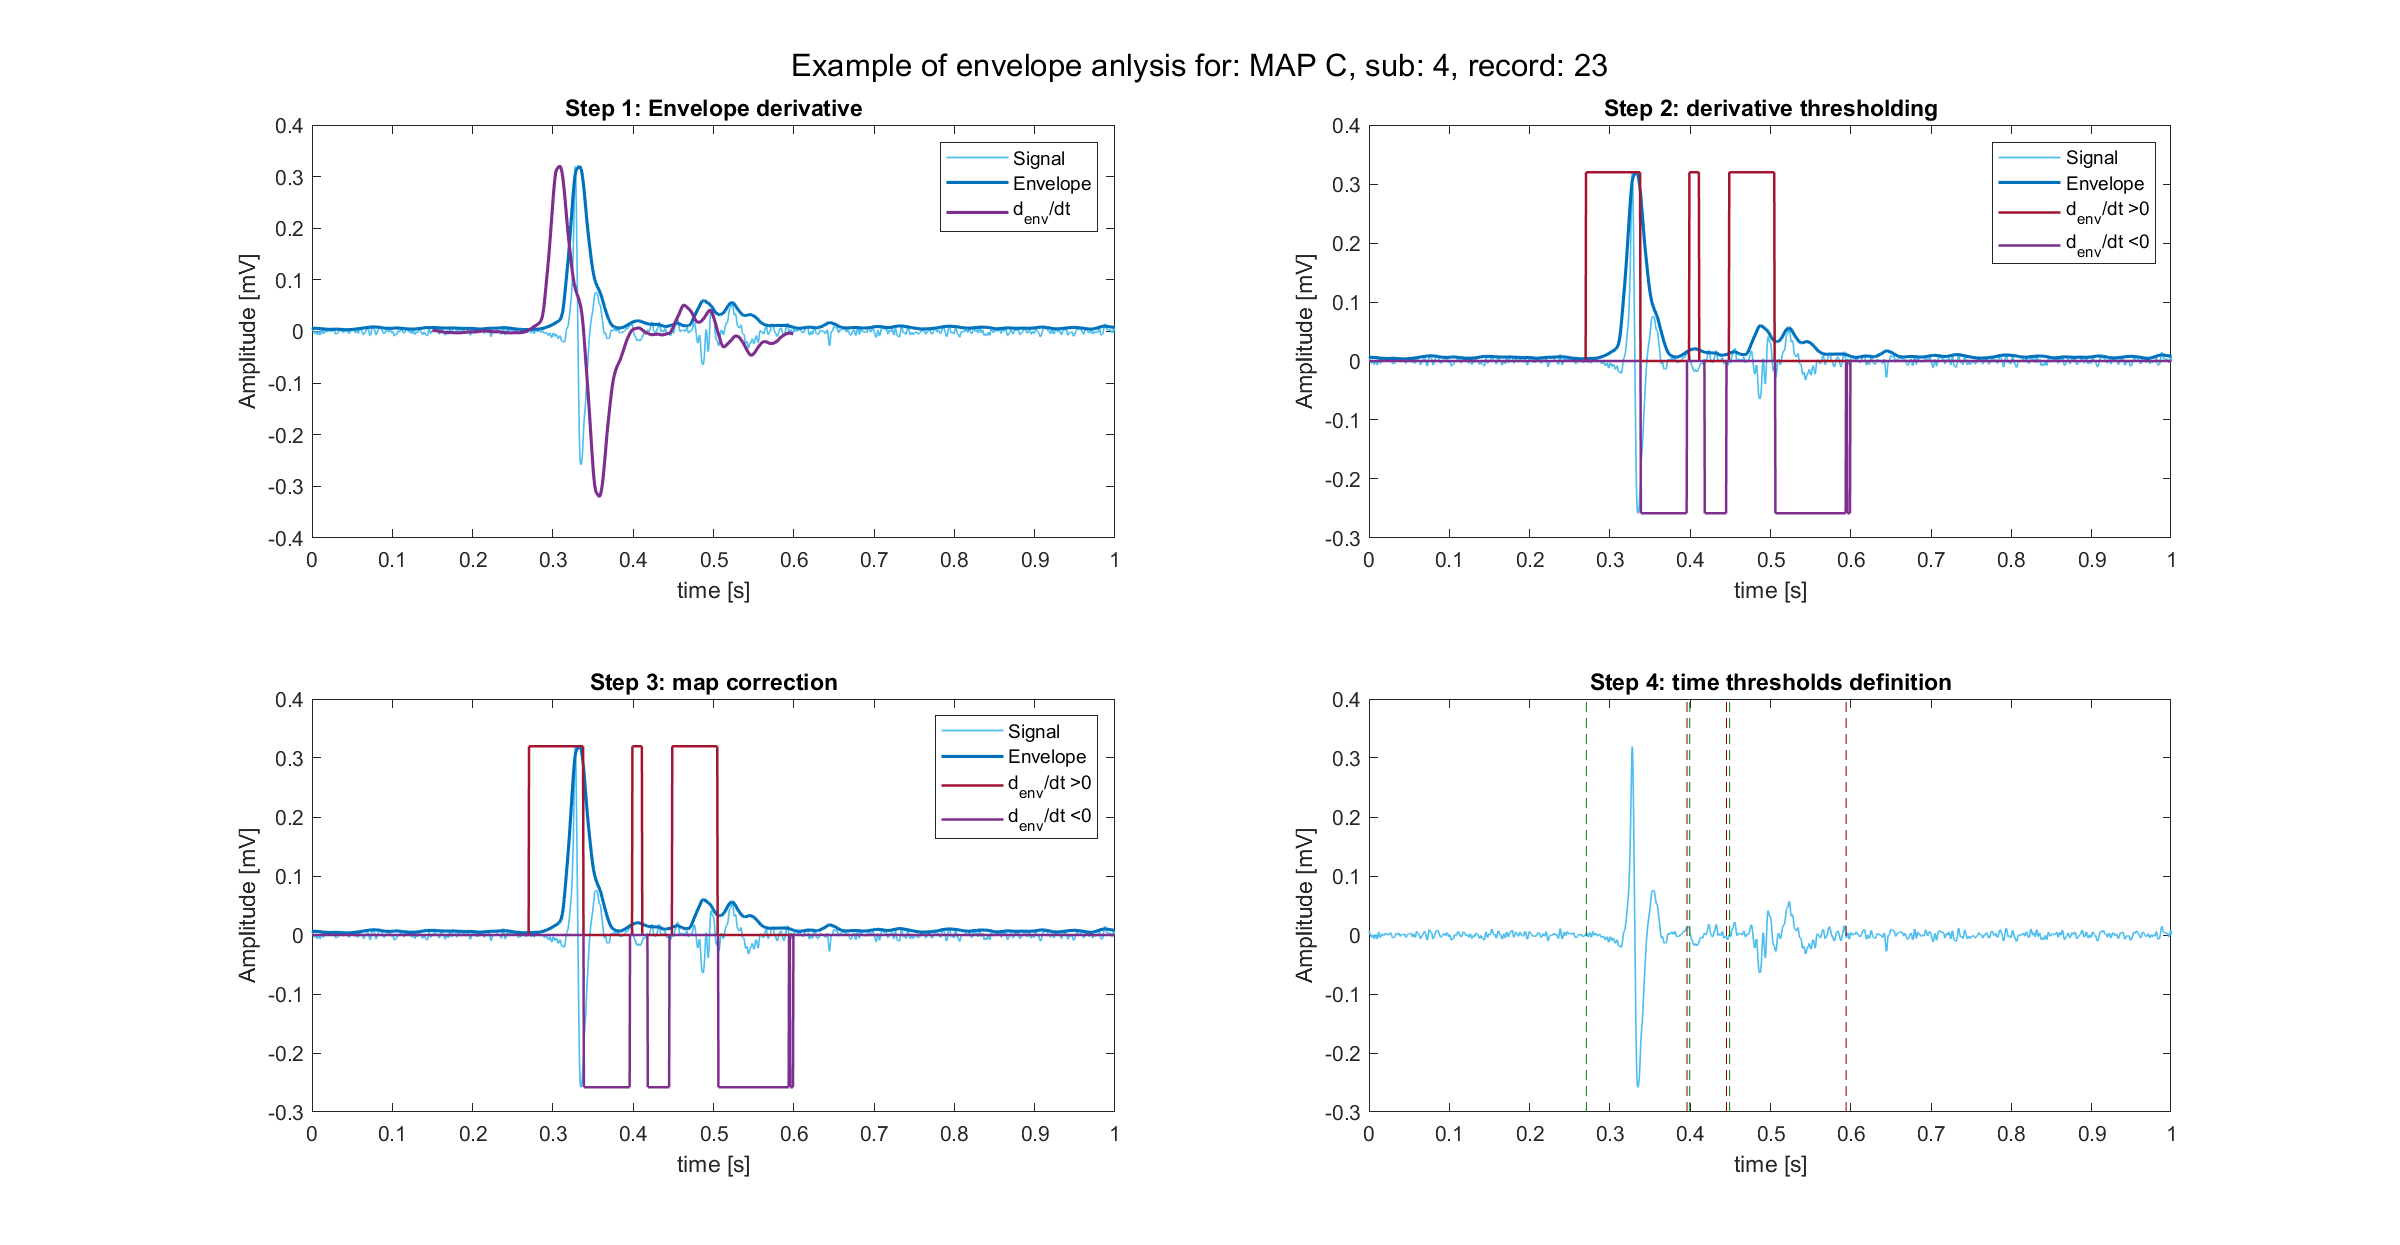 Example of envelope anlysis for: MAP C, sub: 4, record: 23
Step 1: Envelope derivative
0.4
0.3
0.2
0.1
0
-0.1
-0.2
-0.3
-0.4
Amplitude [mV]
Signal
Envelope
d_env/dt
0 0.1 0.2 0.3 0.4 0.5 0.6 0.7 0.8 0.9 1
time [s]
Step 2: derivative thresholding
0.4
0.3
0.2
0.1
0
-0.1
-0.2
-0.3
Amplitude [mV]
Signal
Envelope
d_env/dt >0
d_env/dt <0
0 0.1 0.2 0.3 0.4 0.5 0.6 0.7 0.8 0.9 1
time [s]
Step 3: map correction
0.4
0.3
0.2
0.1
0
-0.1
-0.2
-0.3
Amplitude [mV]
Signal
Envelope
d_env/dt >0
d_env/dt <0
0 0.1 0.2 0.3 0.4 0.5 0.6 0.7 0.8 0.9 1
time [s]
Step 4: time thresholds definition
0.4
0.3
0.2
0.1
0
-0.1
-0.2
-0.3
Amplitude [mV]
0 0.1 0.2 0.3 0.4 0.5 0.6 0.7 0.8 0.9 1
time [s]